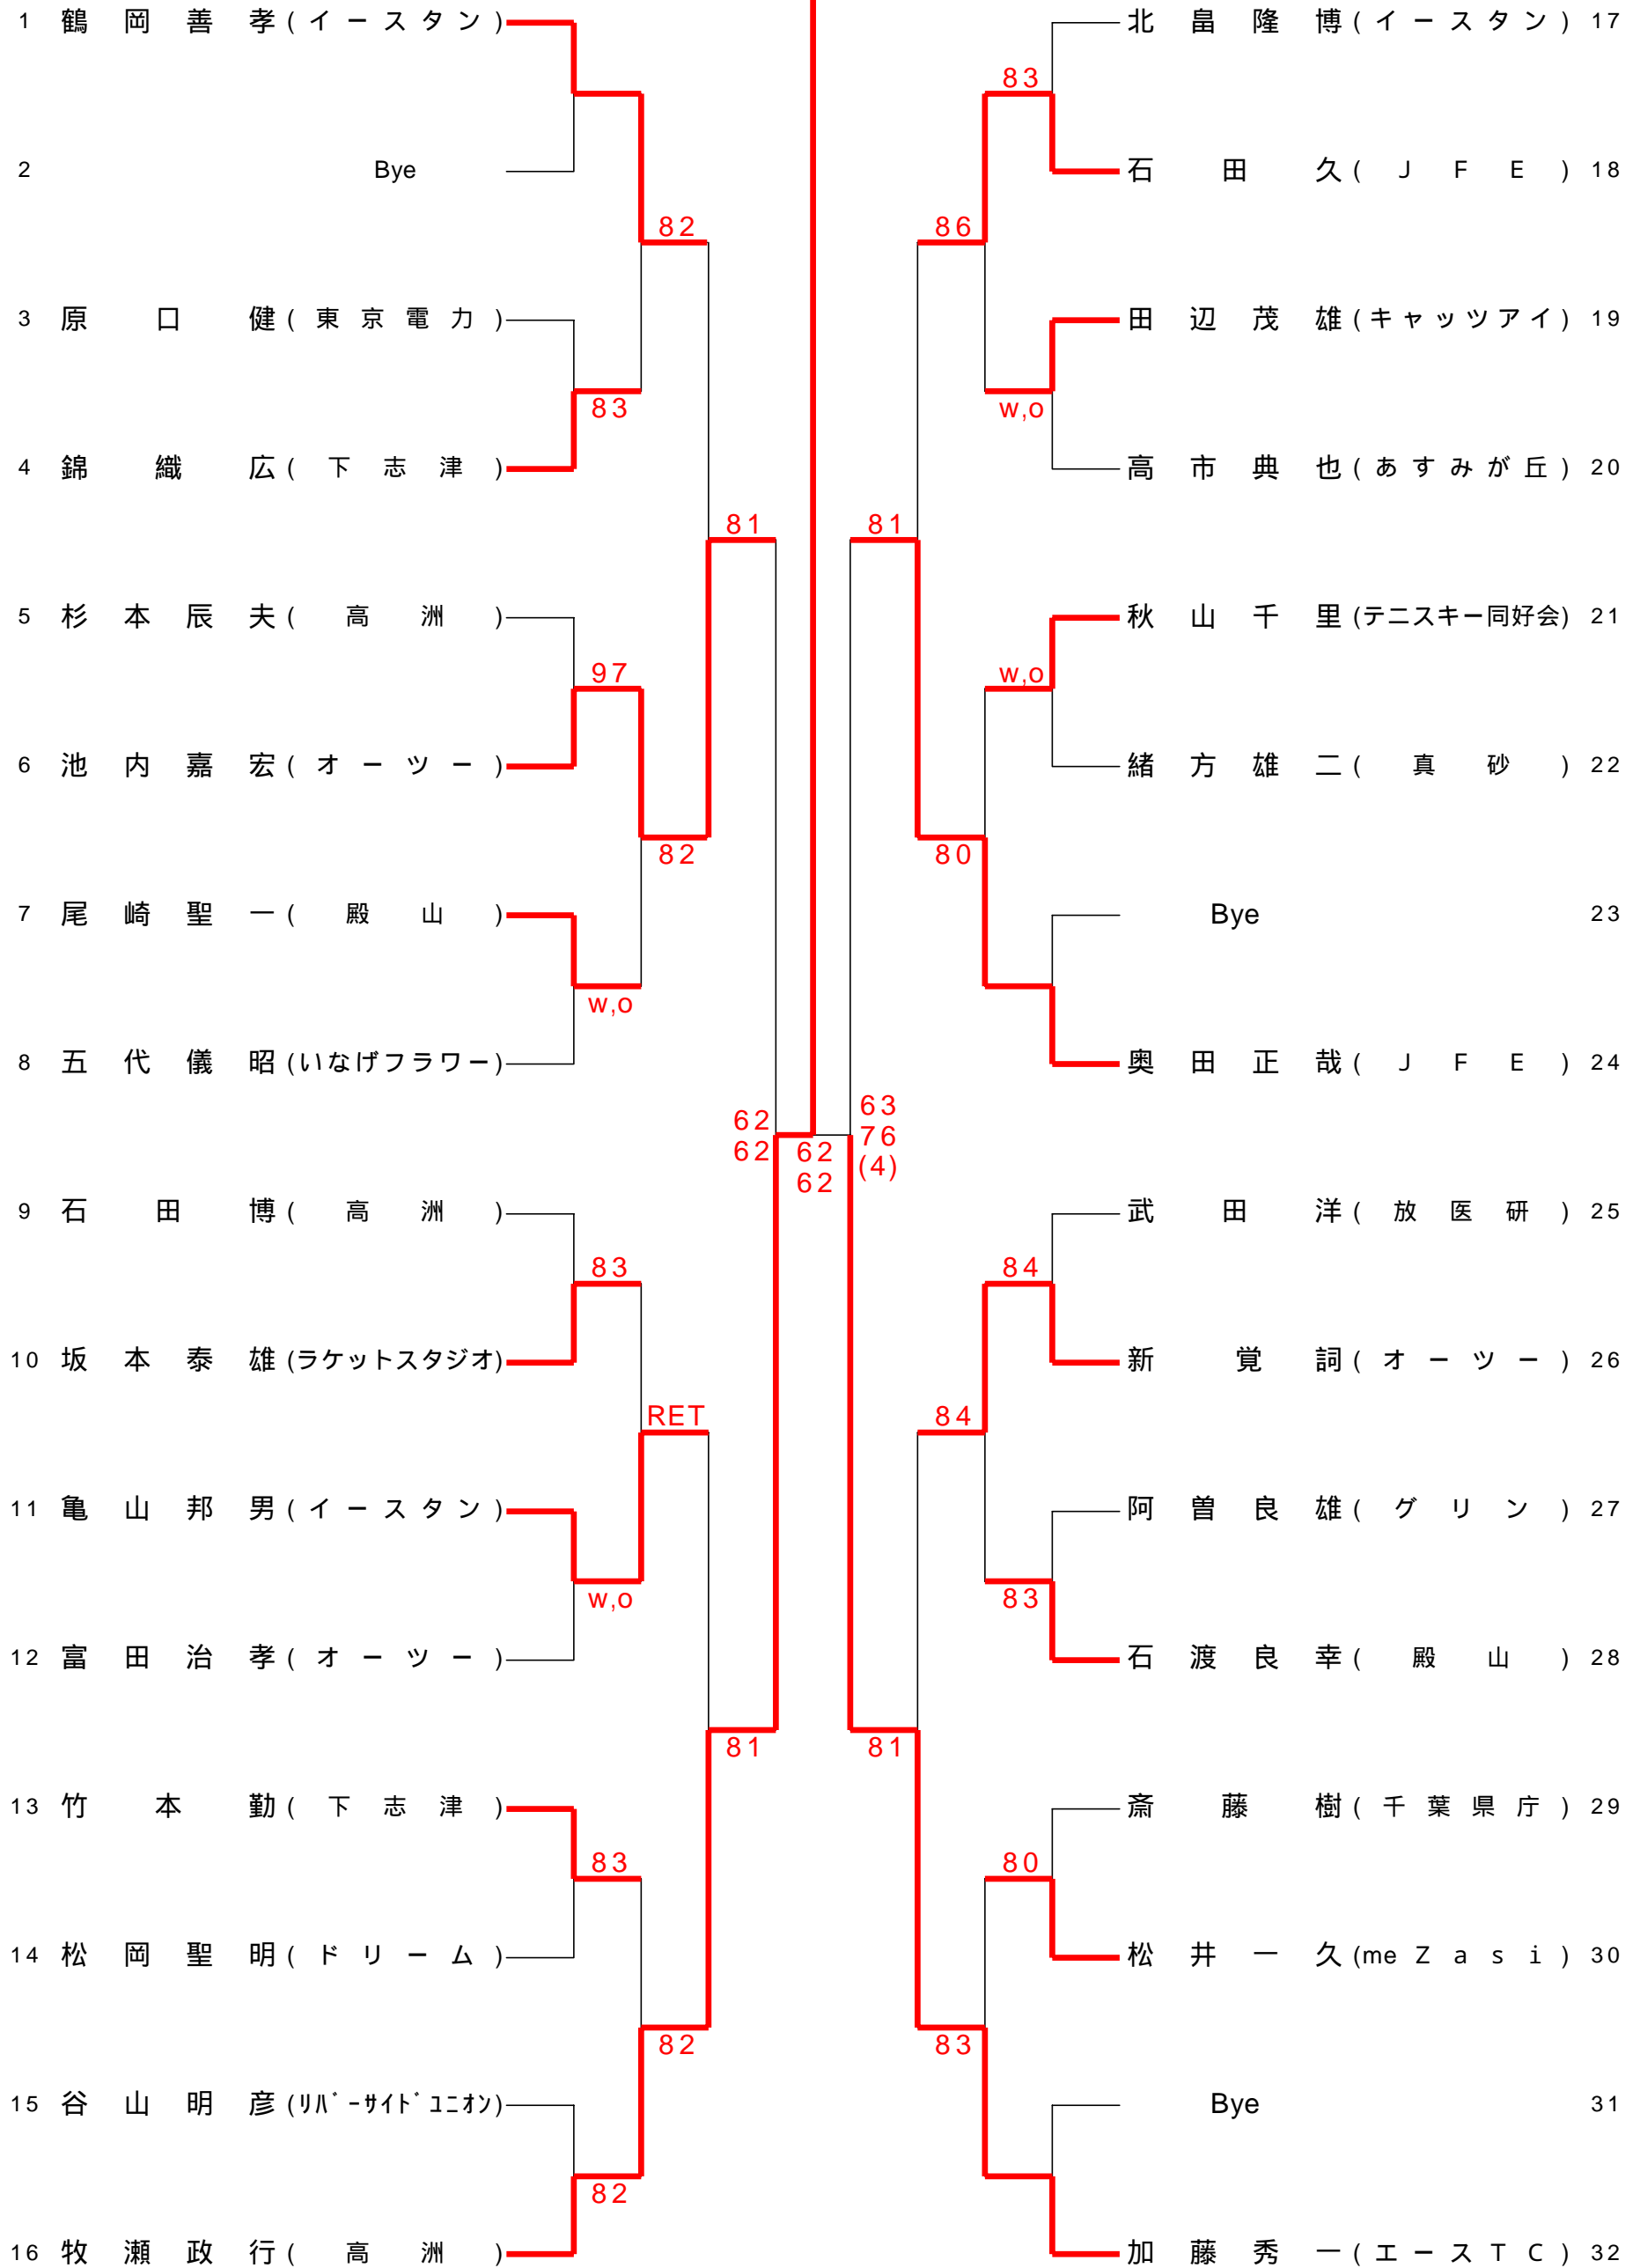 1 鶴岡善孝(イースタン) 北畠隆博(イースタン) 17
83
2 Bye 石田久(JFE) 18
82 86
3 原口健(東京電力) 田辺茂雄(キャッツアイ) 19
83 w,o
4 錦織広(下志津) 高市典也(あすみが丘) 20
81 81
5 杉本辰夫(高洲) 秋山千里(テニスキー同好会) 21
97 w,o
6 池内嘉宏(オーツー) 緒方雄二(真砂) 22
82 80
7 尾崎聖一(殿山) Bye 23
w,o
8 五代儀昭(いなげフラワー) 奥田正哉(JFE) 24
63
62 76
62 62 (4)
62
9 石田博(高洲) 武田洋(放医研) 25
83 84
10 坂本泰雄(ラケットスタジオ) 新覚詞(オーツー) 26
RET 84
11 亀山邦男(イースタン) 阿曽良雄(グリン) 27
w,o 83
12 富田治孝(オーツー) 石渡良幸(殿山) 28
81 81
13 竹本勤(下志津) 斎藤樹(千葉県庁) 29
83 80
14 松岡聖明(ドリーム) 松井一久(meZasi) 30
82 83
15 谷山明彦(ﾘﾊﾞｰｻｲﾄﾞﾕﾆｵﾝ) Bye 31
82
16 牧瀬政行(高洲) 加藤秀一(エースTC) 32